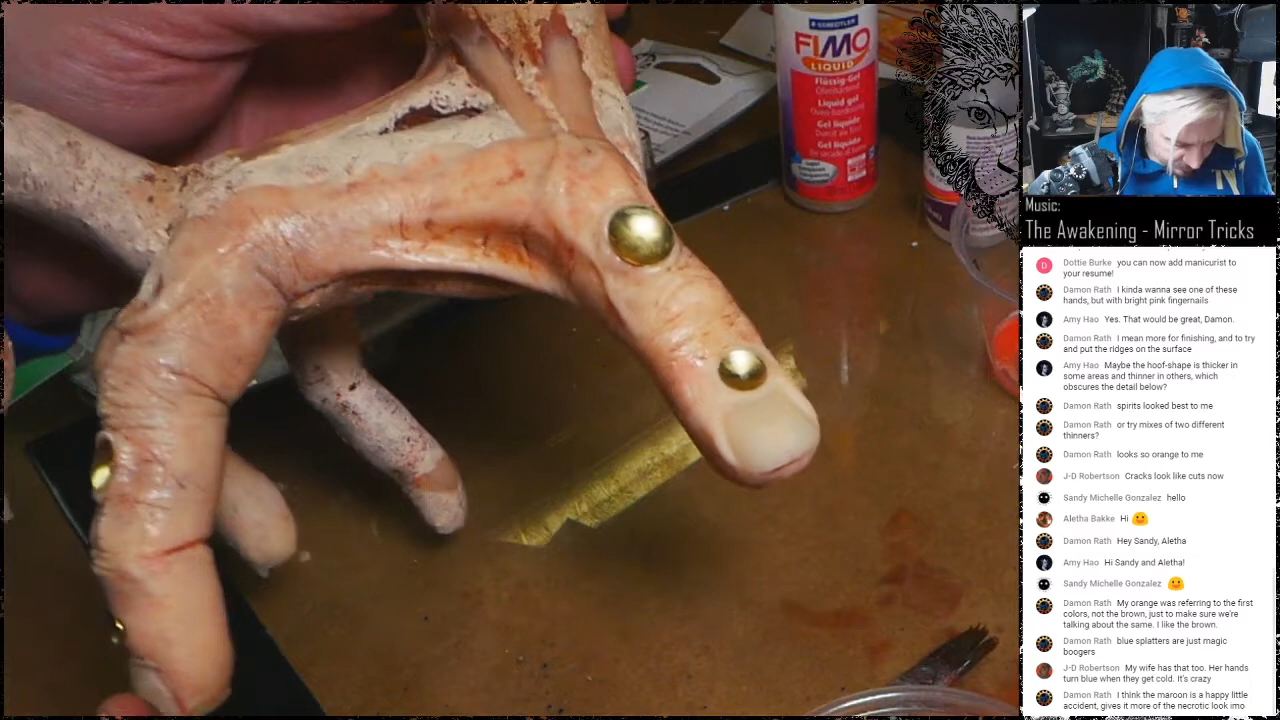 STAEDTLER
FIMO
LIQUID
Flüssig-Gel
Ofenhärtend
Liquid gel
Oven-hardening
Gel liquide
Durcit au four
Gel líquido
Music:
The Awakening - Mirror Tricks
D Dottie Burke you can now add manicurist to
your resume!
Damon Rath I kinda wanna see one of these
hands, but with bright pink fingernails
Amy Hao Yes. That would be great, Damon.
Damon Rath I mean more for finishing, and to try
and put the ridges on the surface
Amy Hao Maybe the hoof-shape is thicker in
some areas and thinner in others, which
obscures the detail below?
Damon Rath spirits looked best to me
Damon Rath or try mixes of two different
thinners?
Damon Rath looks so orange to me
J-D Robertson Cracks look like cuts now
Sandy Michelle Gonzalez hello
Aletha Bakke Hi
Damon Rath Hey Sandy, Aletha
Amy Hao Hi Sandy and Aletha!
Sandy Michelle Gonzalez
Damon Rath My orange was referring to the first
colors, not the brown, just to make sure we're
talking about the same. I like the brown.
Damon Rath blue splatters are just magic
boogers
J-D Robertson My wife has that too. Her hands
turn blue when they get cold. It's crazy
Damon Rath I think the maroon is a happy little
accident, gives it more of the necrotic look imo